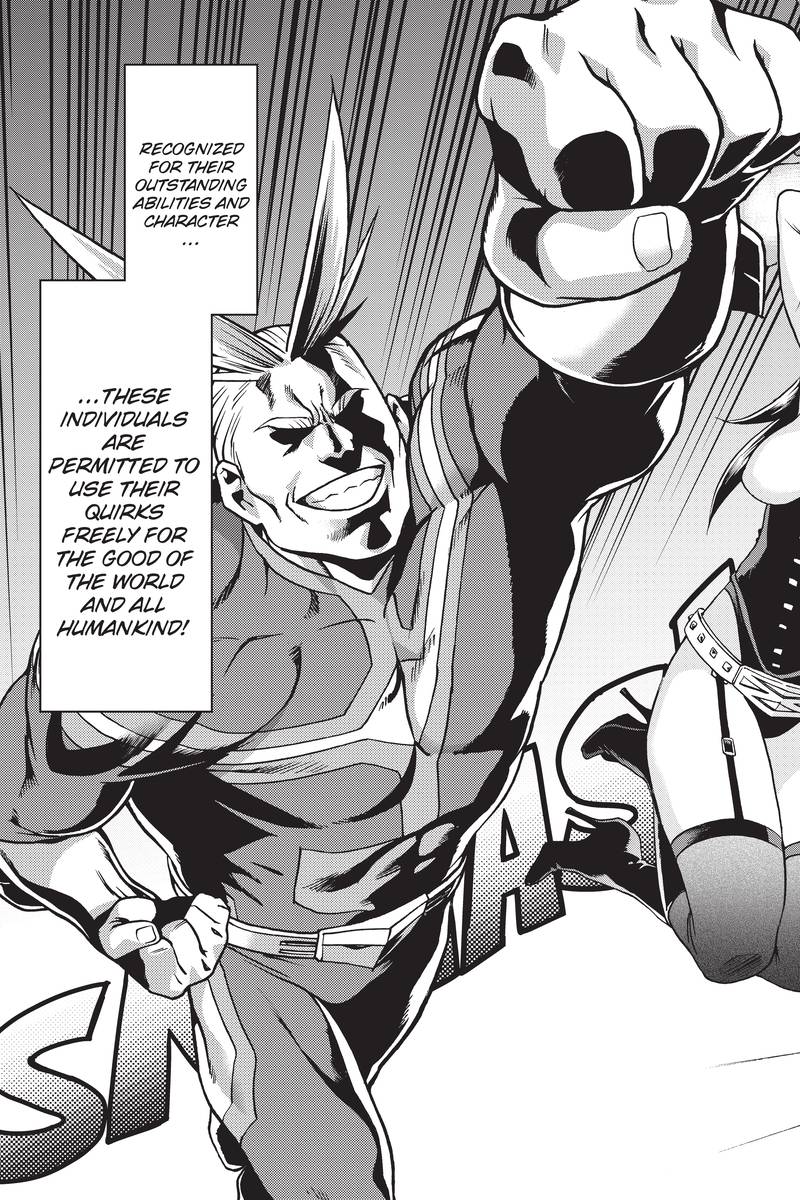 RECOGNIZED
FOR THEIR
OUTSTANDING
ABILITIES AND
CHARACTER
...
...THESE
INDIVIDUALS
ARE
PERMITTED TO
USE THEIR
QUIRKS
FREELY FOR
THE GOOD OF
THE WORLD
AND ALL
HUMANKIND!